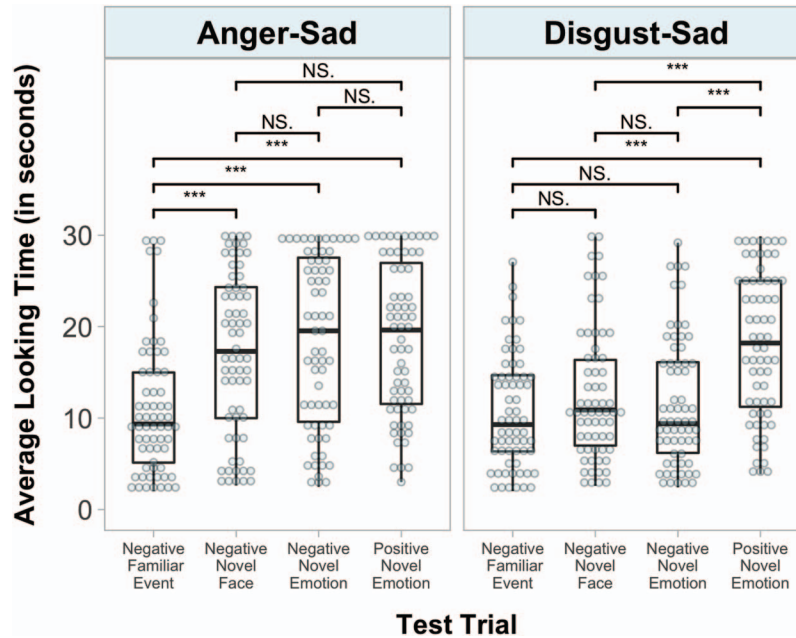 Anger-Sad
Disgust-Sad
NS.
NS.
NS.
***
***
***
***
***
NS.
***
NS.
NS.
Average Looking Time (in seconds)
30
20
10
0
Negative
Familiar
Event
Negative
Novel
Face
Negative
Novel
Emotion
Positive
Novel
Emotion
Negative
Familiar
Event
Negative
Novel
Face
Negative
Novel
Emotion
Positive
Novel
Emotion
Test Trial